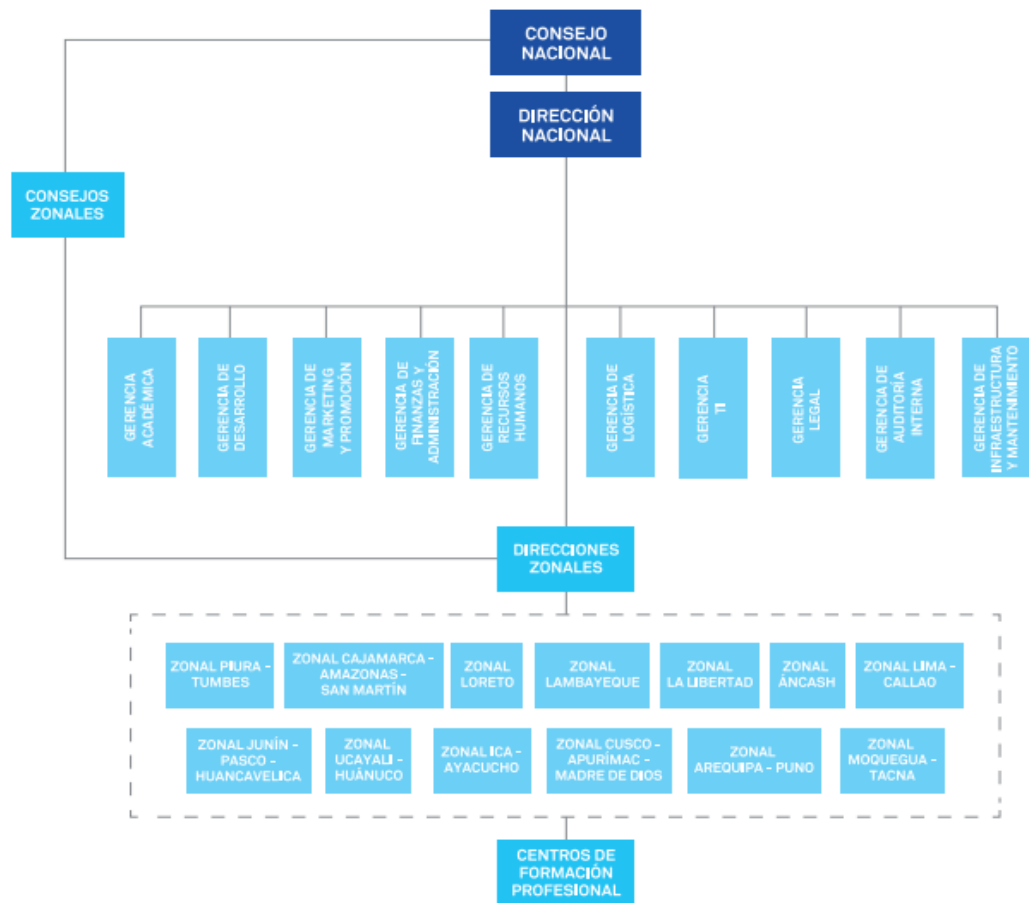 CONSEJO
NACIONAL
DIRECCIÓN
NACIONAL
CONSEJOS
ZONALES
GERENCIA
ACADÉMICA
GERENCIA DE
DESARROLLO
GERENCIA DE
MARKETING
Y PROMOCIÓN
GERENCIA DE
FINANZAS Y
ADMINISTRACIÓN
GERENCIA DE
RECURSOS
HUMANOS
GERENCIA DE
LOGÍSTICA
GERENCIA
TI
GERENCIA
LEGAL
GERENCIA DE
AUDITORÍA
INTERNA
GERENCIA DE
INFRAESTRUCTURA
Y MANTENIMIENTO
DIRECCIONES
ZONALES
ZONAL PIURA –
TUMBES
ZONAL CAJAMARCA –
AMAZONAS –
SAN MARTÍN
ZONAL
LORETO
ZONAL
LAMBAYEQUE
ZONAL
LA LIBERTAD
ZONAL
ÁNCASH
ZONAL LIMA –
CALLAO
ZONAL JUNÍN –
PASCO –
HUANCAVELICA
ZONAL
UCAYALI –
HUÁNUCO
ZONAL ICA –
AYACUCHO
ZONAL CUSCO –
APURÍMAC –
MADRE DE DIOS
ZONAL
AREQUIPA – PUNO
ZONAL
MOQUEGUA –
TACNA
CENTROS DE
FORMACIÓN
PROFESIONAL